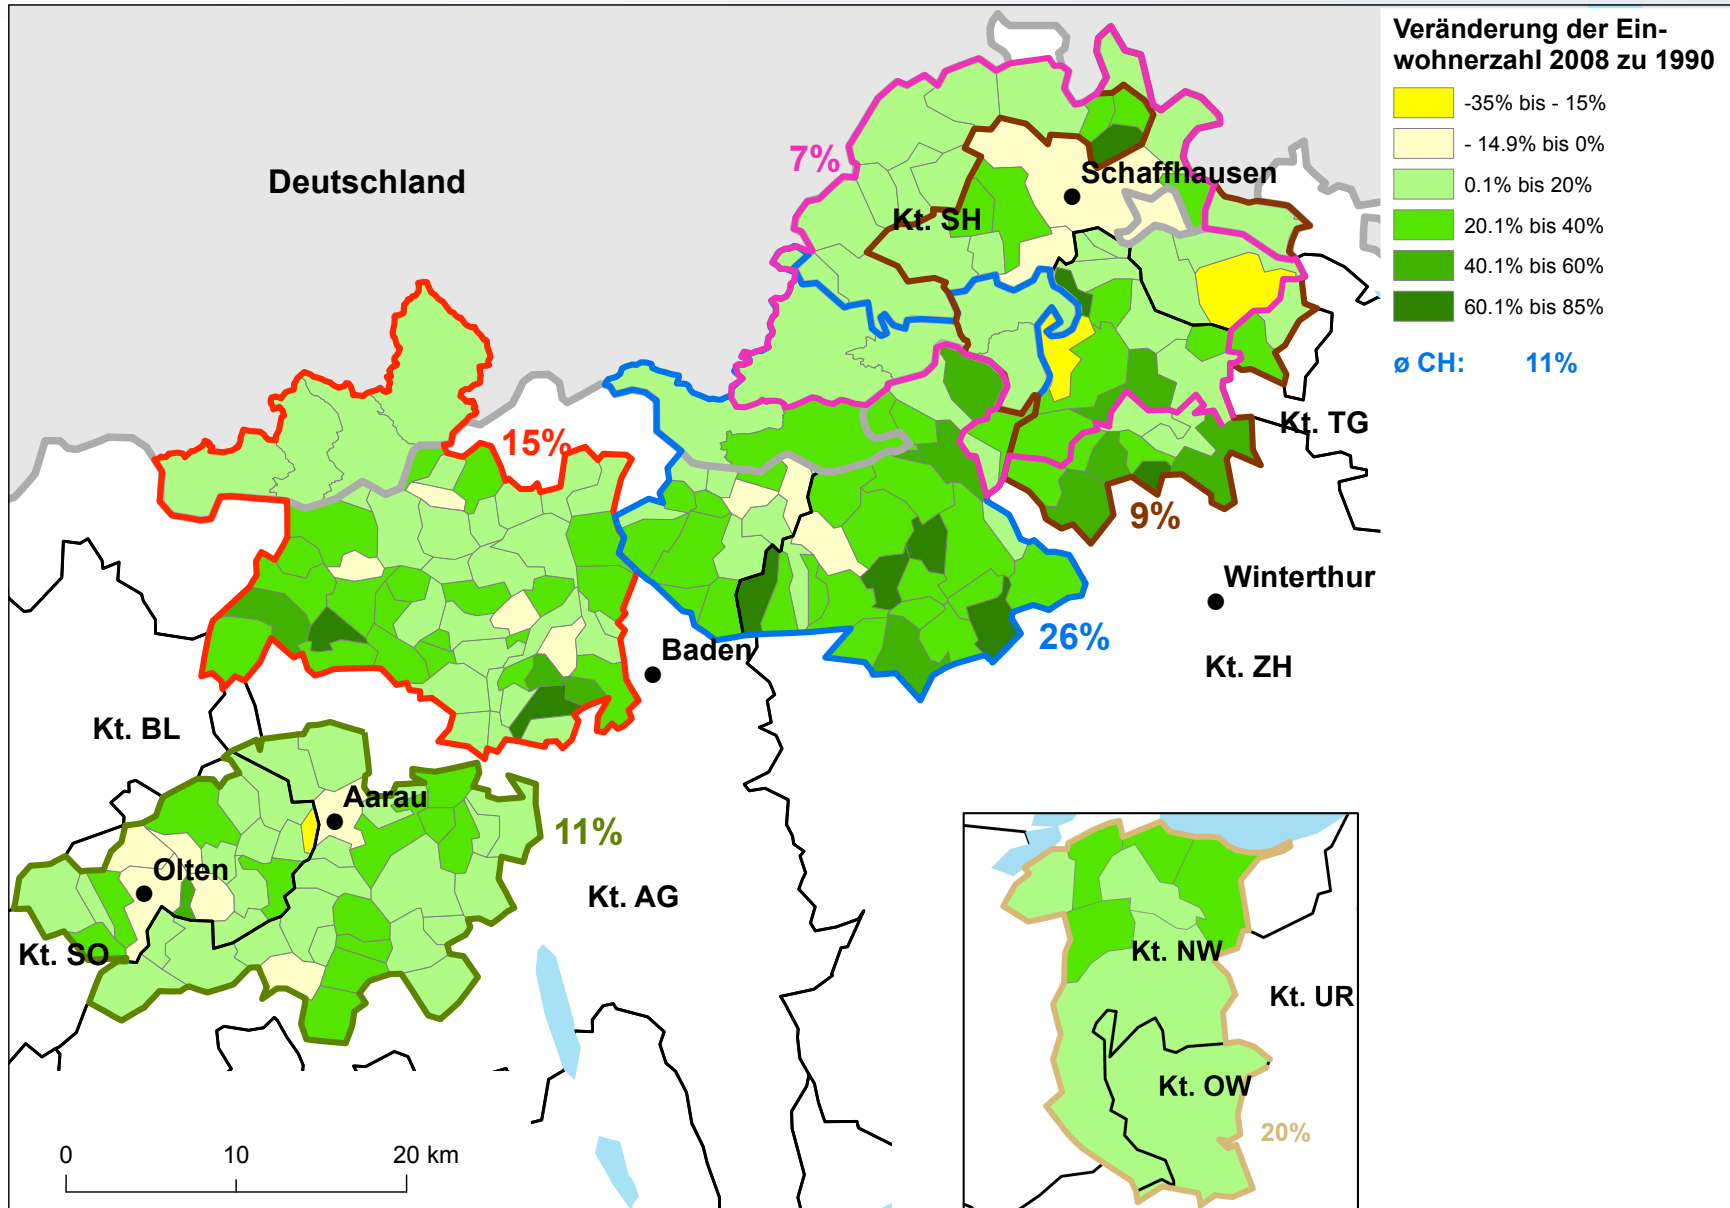 Veränderung der Ein-
wohnerzahl 2008 zu 1990
-35% bis - 15%
- 14.9% bis 0%
0.1% bis 20%
20.1% bis 40%
40.1% bis 60%
60.1% bis 85%
ø CH: 11%
7%
Deutschland
Schaffhausen
Kt. SH
Kt. TG
15%
9%
Winterthur
26%
Baden
Kt. ZH
Kt. BL
Aarau
11%
Olten
Kt. AG
Kt. SO
Kt. NW
Kt. UR
Kt. OW
20%
0 10 20 km